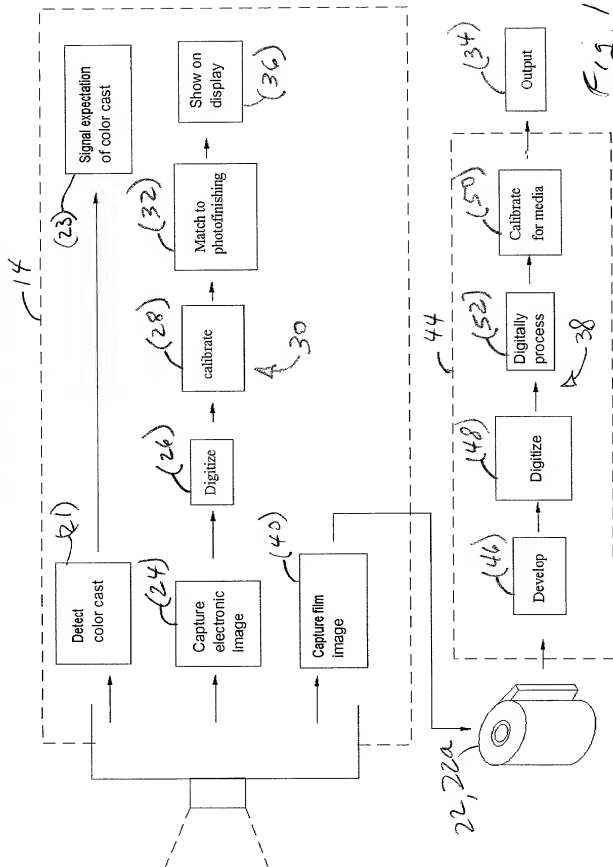 14
(21)
Detect
color cast
(23)
Signal expectation
of color cast
(24)
Capture
electronic
image
(26)
Digitize
(28)
calibrate
30
(32)
Match to
photofinishing
(36)
Show on
display
(40)
Capture film
image
22, 22a
44
(46)
Develop
(48)
Digitize
(52)
Digitally
process
38
(50)
Calibrate
for media
(34)
Output
Fig. 1